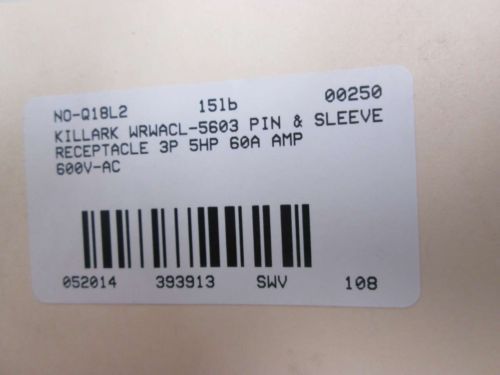 NO-Q18L2 15lb 00250
KILLARK WRWACL-5603 PIN & SLEEVE
RECEPTACLE 3P 5HP 60A AMP
600V-AC
052014 393913 SWV 108